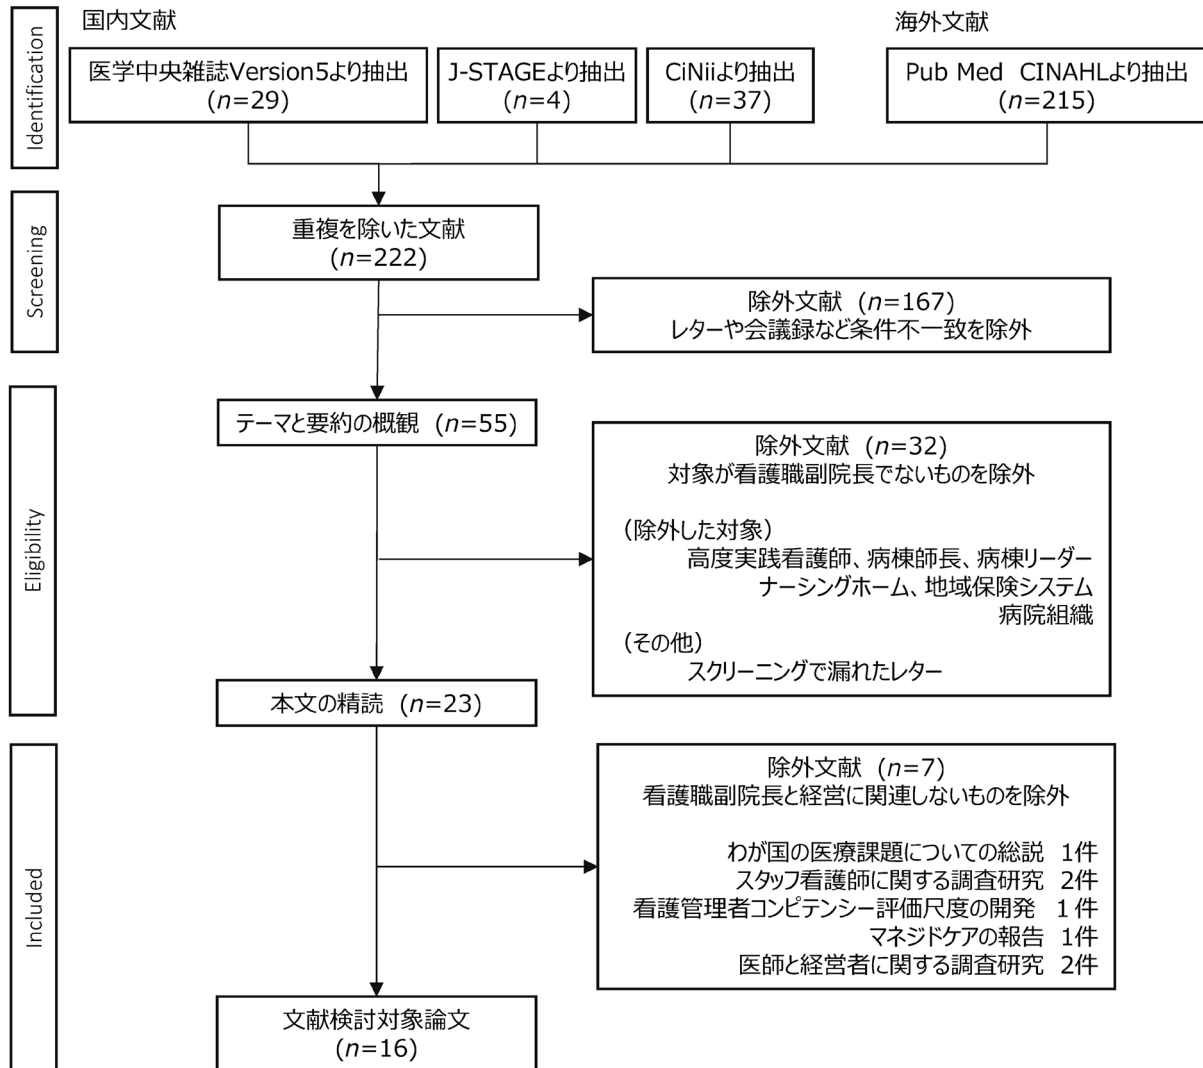 Identification
国内文献
海外文献
医学中央雑誌Version5より抽出
(n=29)
J-STAGEより抽出
(n=4)
CiNiiより抽出
(n=37)
Pub Med CINAHLより抽出
(n=215)
Screening
重複を除いた文献
(n=222)
除外文献 (n=167)
レターや会議録など条件不一致を除外
Eligibility
テーマと要約の概観 (n=55)
除外文献 (n=32)
対象が看護職副院長でないものを除外
（除外した対象）
高度実践看護師、病棟師長、病棟リーダー
ナーシングホーム、地域保険システム
病院組織
（その他）
スクリーニングで漏れたレター
本文の精読 (n=23)
Included
除外文献 (n=7)
看護職副院長と経営に関連しないものを除外
わが国の医療課題についての総説 1件
スタッフ看護師に関する調査研究 2件
看護管理者コンピテンシー評価尺度の開発 １件
マネジドケアの報告 1件
医師と経営者に関する調査研究 2件
文献検討対象論文
(n=16)